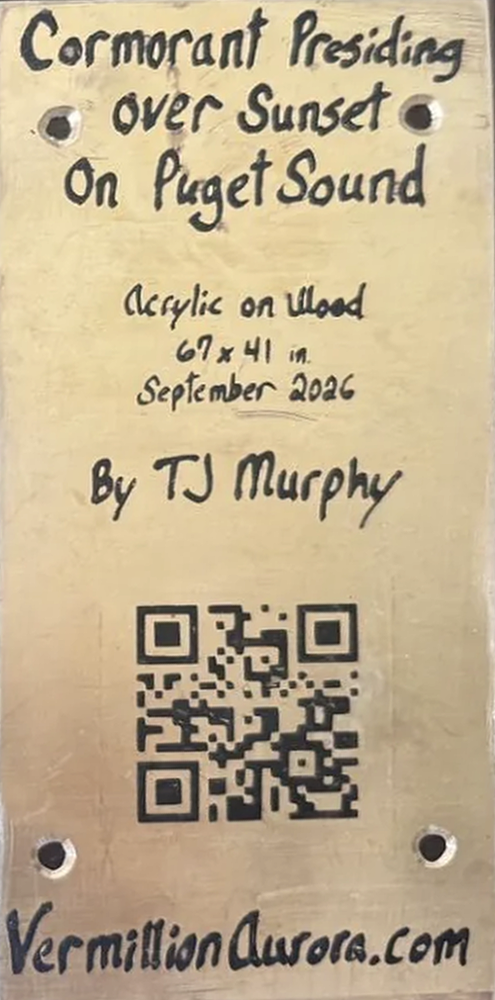 Cormorant Presiding
over Sunset
On Puget Sound
Acrylic on Wood
67 x 41 in.
September 2026
By TJ Murphy
VermillionAurora.com